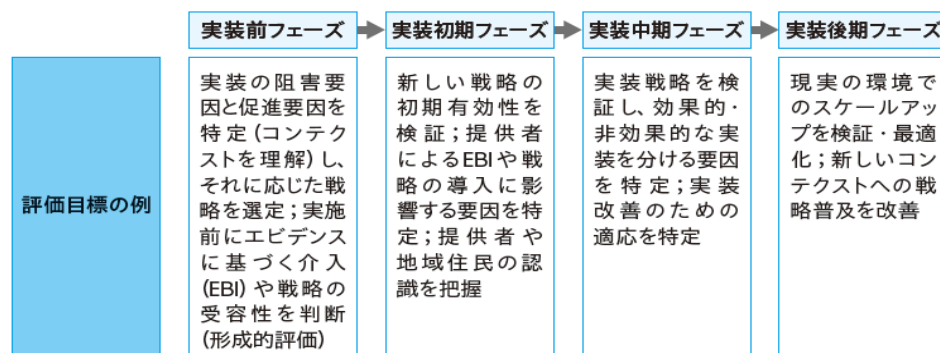 実装前フェーズ
実装初期フェーズ
実装中期フェーズ
実装後期フェーズ
評価目標の例
実装の阻害要
因と促進要因を
特定(コンテク
ストを理解)し、
それに応じた戦
略を選定;実施
前にエビデンス
に基づく介入
(EBI)や戦略の
受容性を判断
(形成的評価)
新しい戦略の
初期有効性を
検証;提供者
によるEBIや戦
略の導入に影
響する要因を特
定;提供者や
地域住民の認
識を把握
実装戦略を検
証し、効果的・
非効果的な実
装を分ける要因
を特定;実装
改善のための
適応を特定
現実の環境で
のスケールアッ
プを検証・最適
化;新しいコン
テクストへの戦
略普及を改善